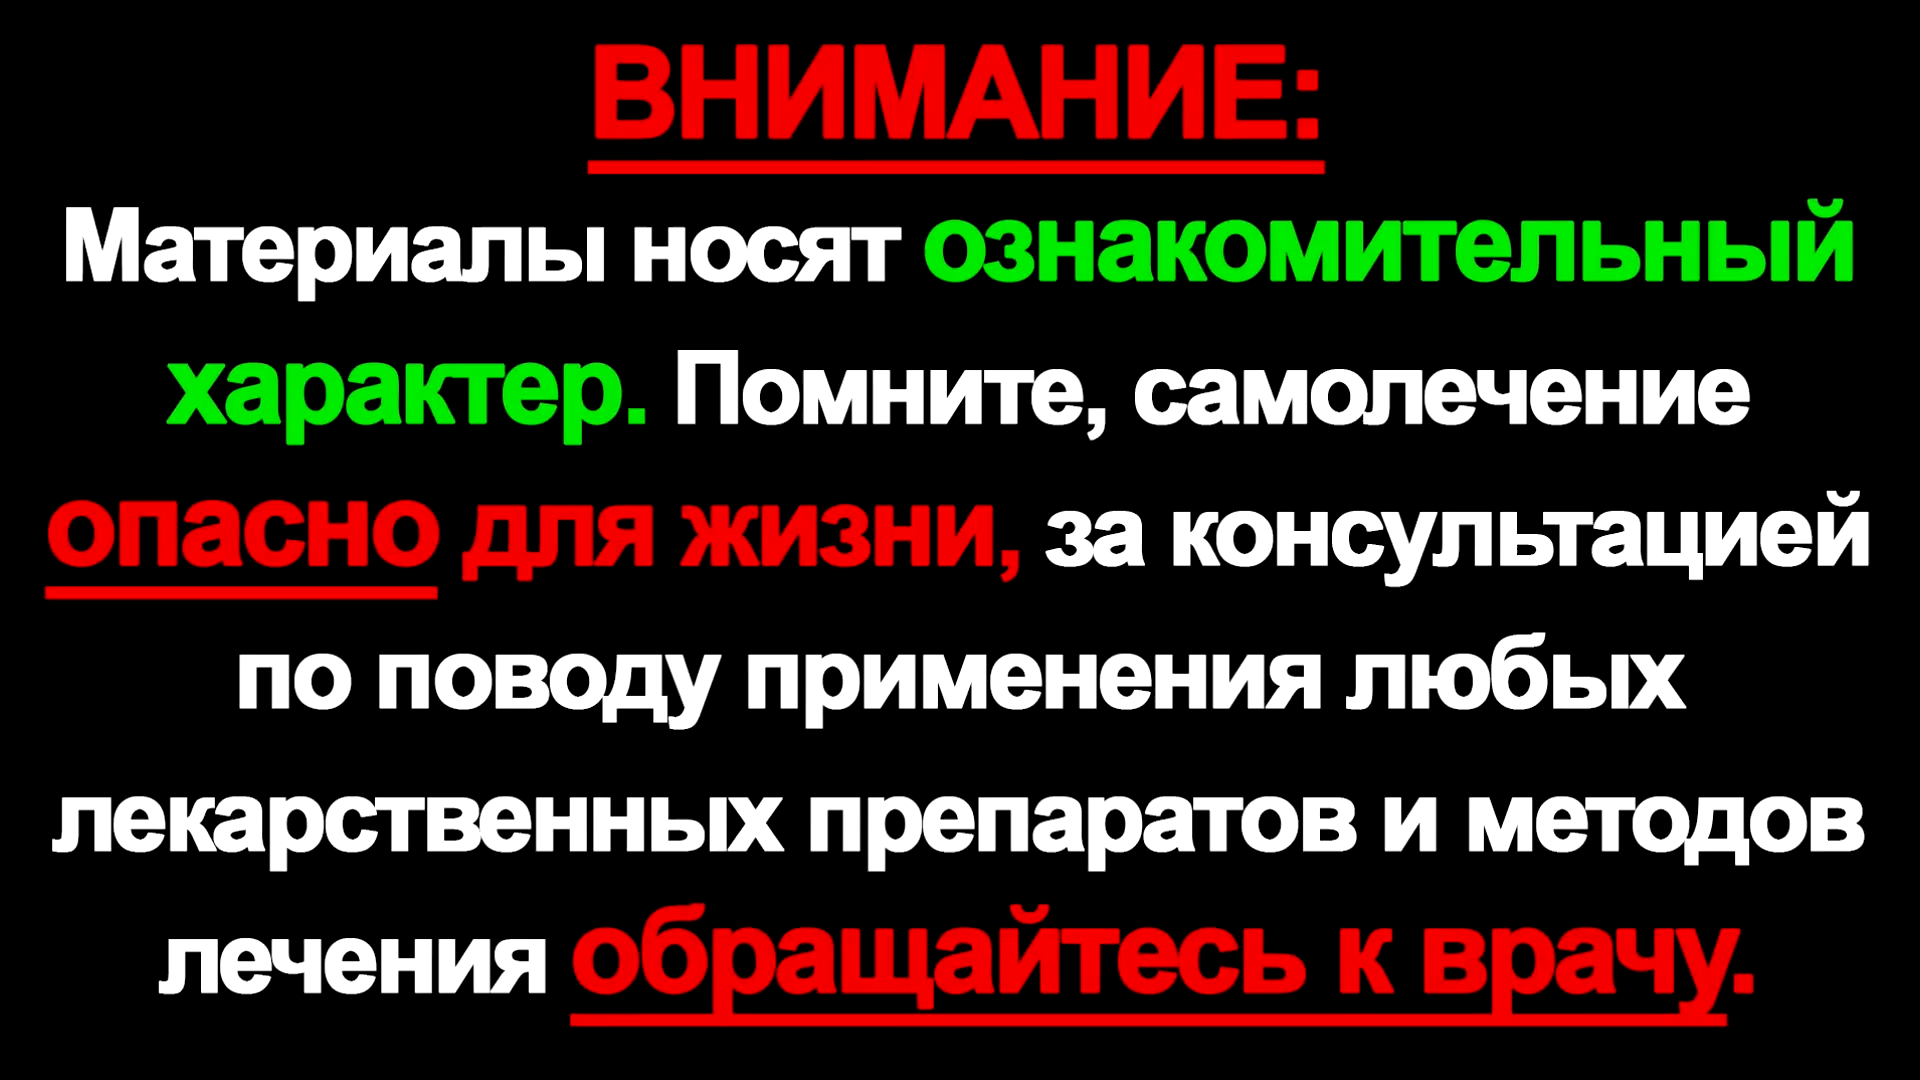 ВНИМАНИЕ:
Материалы носят ознакомительный
характер. Помните, самолечение
опасно для жизни, за консультацией
по поводу применения любых
лекарственных препаратов и методов
лечения обращайтесь к врачу.